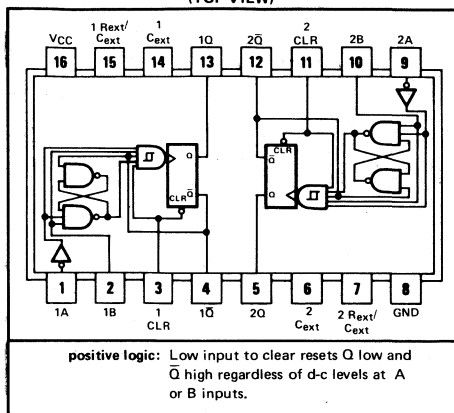 (TOP VIEW)
1 Rext/ 1 2
VCC Cext Cext 1Q 2Q̅ CLR 2B 2A
16 15 14 13 12 11 10 9
Q
CLR Q̅
CLR
Q̅
Q
1 2 3 4 5 6 7 8
1A 1B 1 1Q̅ 2Q 2 2 Rext/ GND
CLR Cext Cext
positive logic: Low input to clear resets Q low and
Q̅ high regardless of d-c levels at A
or B inputs.